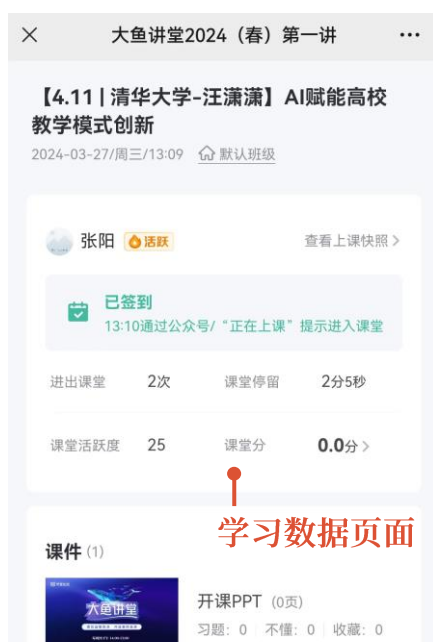 大鱼讲堂2024（春）第一讲
【4.11 | 清华大学-汪潇潇】AI赋能高校
教学模式创新
2024-03-27/周三/13:09 默认班级
张阳 活跃 查看上课快照
已签到
13:10通过公众号/“正在上课”提示进入课堂
进出课堂 2次 课堂停留 2分5秒
课堂活跃度 25 课堂分 0.0分
学习数据页面
课件 (1)
大鱼讲堂
开课PPT (0页)
习题：0 不懂：0 收藏：0